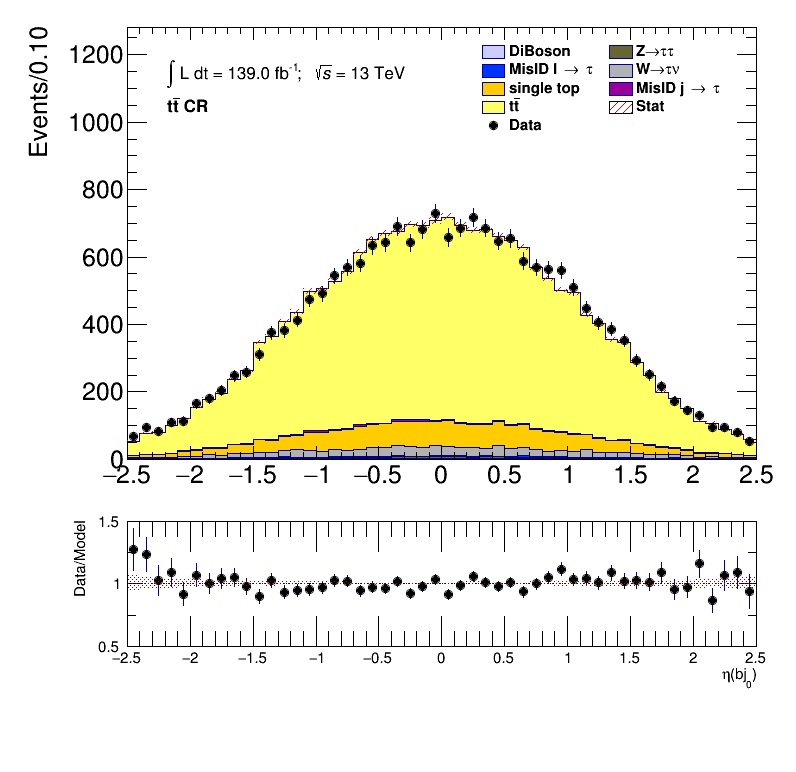 Events/0.10
1200
1000
800
600
400
200
0
∫ L dt = 139.0 fb⁻¹; √s = 13 TeV
tt̄ CR
DiBoson
MisID l → τ
single top
tt̄
Data
Z→ττ
W→τν
MisID j → τ
Stat
−2.5 −2 −1.5 −1 −0.5 0 0.5 1 1.5 2 2.5
Data/Model
1.5
1
0.5
−2.5 −2 −1.5 −1 −0.5 0 0.5 1 1.5 2 2.5
η(bj₀)